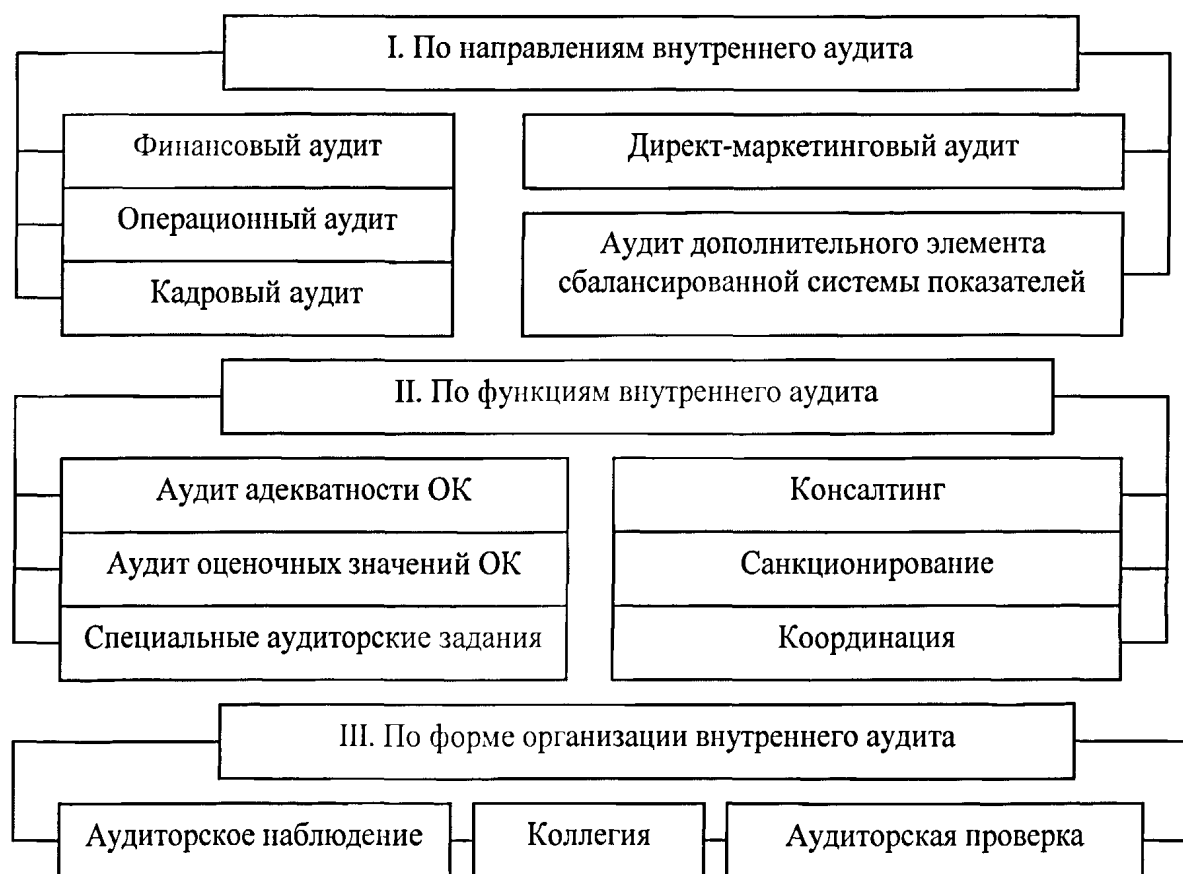 I. По направлениям внутреннего аудита
Финансовый аудит
Операционный аудит
Кадровый аудит
Директ-маркетинговый аудит
Аудит дополнительного элемента
сбалансированной системы показателей
II. По функциям внутреннего аудита
Аудит адекватности ОК
Аудит оценочных значений ОК
Специальные аудиторские задания
Консалтинг
Санкционирование
Координация
III. По форме организации внутреннего аудита
Аудиторское наблюдение
Коллегия
Аудиторская проверка